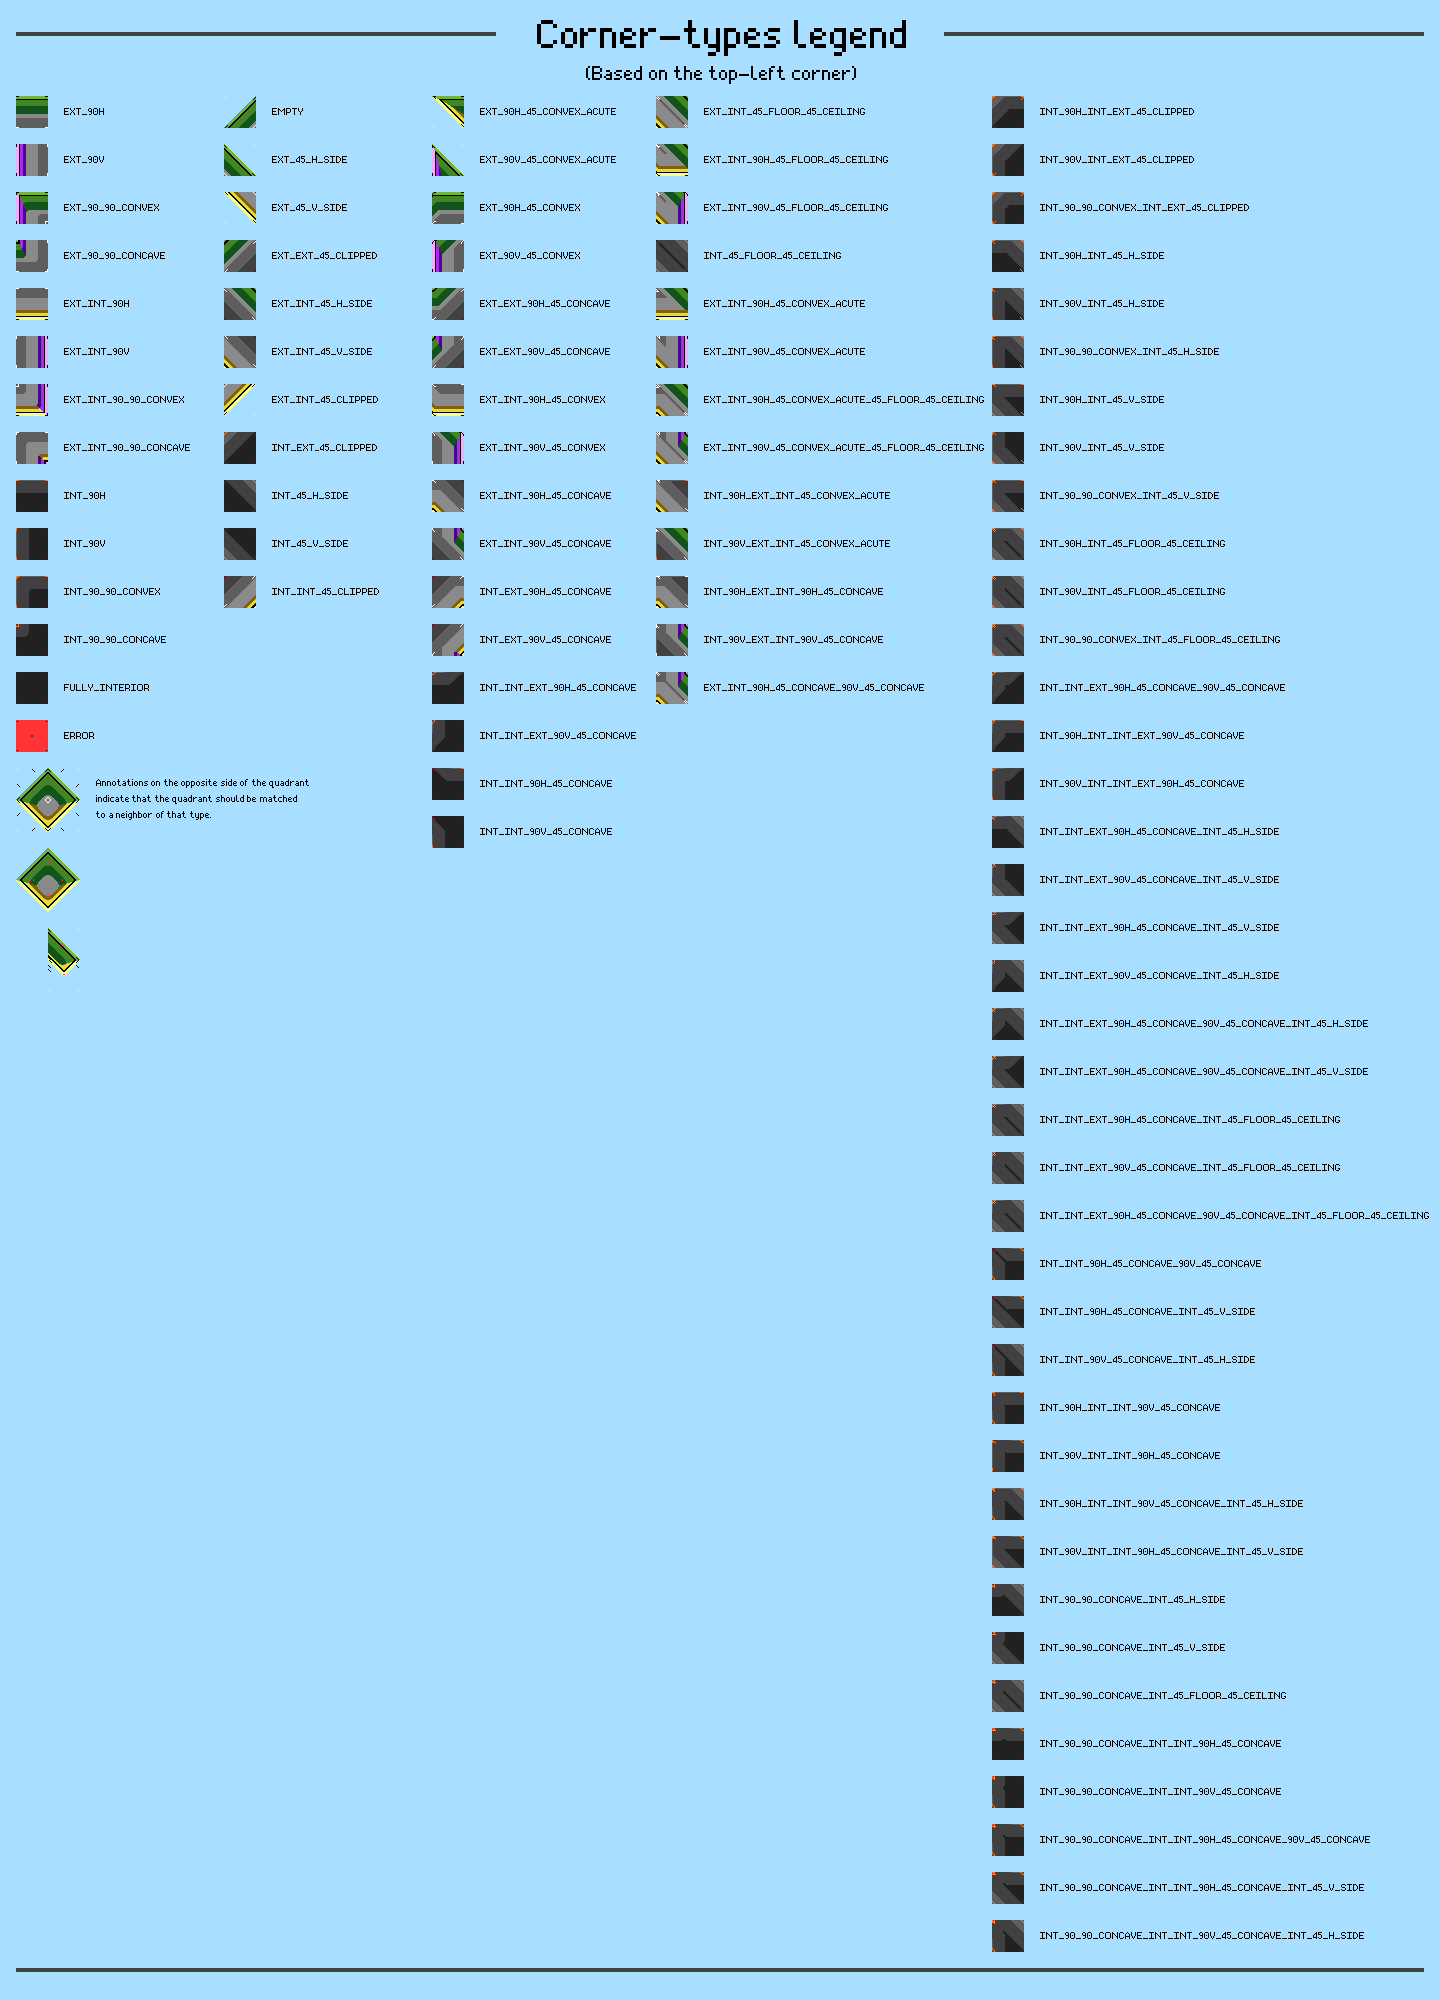 Corner-types legend
(Based on the top-left corner)
EXT_90H
EXT_90V
EXT_90_90_CONVEX
EXT_90_90_CONCAVE
EXT_INT_90H
EXT_INT_90V
EXT_INT_90_90_CONVEX
EXT_INT_90_90_CONCAVE
INT_90H
INT_90V
INT_90_90_CONVEX
INT_90_90_CONCAVE
FULLY_INTERIOR
ERROR
Annotations on the opposite side of the quadrant
indicate that the quadrant should be matched
to a neighbor of that type.
EMPTY
EXT_45_H_SIDE
EXT_45_V_SIDE
EXT_EXT_45_CLIPPED
EXT_INT_45_H_SIDE
EXT_INT_45_V_SIDE
EXT_INT_45_CLIPPED
INT_EXT_45_CLIPPED
INT_45_H_SIDE
INT_45_V_SIDE
INT_INT_45_CLIPPED
EXT_90H_45_CONVEX_ACUTE
EXT_90V_45_CONVEX_ACUTE
EXT_90H_45_CONVEX
EXT_90V_45_CONVEX
EXT_EXT_90H_45_CONCAVE
EXT_EXT_90V_45_CONCAVE
EXT_INT_90H_45_CONVEX
EXT_INT_90V_45_CONVEX
EXT_INT_90H_45_CONCAVE
EXT_INT_90V_45_CONCAVE
INT_EXT_90H_45_CONCAVE
INT_EXT_90V_45_CONCAVE
INT_INT_EXT_90H_45_CONCAVE
INT_INT_EXT_90V_45_CONCAVE
INT_INT_90H_45_CONCAVE
INT_INT_90V_45_CONCAVE
EXT_INT_45_FLOOR_45_CEILING
EXT_INT_90H_45_FLOOR_45_CEILING
EXT_INT_90V_45_FLOOR_45_CEILING
INT_45_FLOOR_45_CEILING
EXT_INT_90H_45_CONVEX_ACUTE
EXT_INT_90V_45_CONVEX_ACUTE
EXT_INT_90H_45_CONVEX_ACUTE_45_FLOOR_45_CEILING
EXT_INT_90V_45_CONVEX_ACUTE_45_FLOOR_45_CEILING
INT_90H_EXT_INT_45_CONVEX_ACUTE
INT_90V_EXT_INT_45_CONVEX_ACUTE
INT_90H_EXT_INT_90H_45_CONCAVE
INT_90V_EXT_INT_90V_45_CONCAVE
EXT_INT_90H_45_CONCAVE_90V_45_CONCAVE
INT_90H_INT_EXT_45_CLIPPED
INT_90V_INT_EXT_45_CLIPPED
INT_90_90_CONVEX_INT_EXT_45_CLIPPED
INT_90H_INT_45_H_SIDE
INT_90V_INT_45_H_SIDE
INT_90_90_CONVEX_INT_45_H_SIDE
INT_90H_INT_45_V_SIDE
INT_90V_INT_45_V_SIDE
INT_90_90_CONVEX_INT_45_V_SIDE
INT_90H_INT_45_FLOOR_45_CEILING
INT_90V_INT_45_FLOOR_45_CEILING
INT_90_90_CONVEX_INT_45_FLOOR_45_CEILING
INT_INT_EXT_90H_45_CONCAVE_90V_45_CONCAVE
INT_90H_INT_INT_EXT_90V_45_CONCAVE
INT_90V_INT_INT_EXT_90H_45_CONCAVE
INT_INT_EXT_90H_45_CONCAVE_INT_45_H_SIDE
INT_INT_EXT_90V_45_CONCAVE_INT_45_V_SIDE
INT_INT_EXT_90H_45_CONCAVE_INT_45_V_SIDE
INT_INT_EXT_90V_45_CONCAVE_INT_45_H_SIDE
INT_INT_EXT_90H_45_CONCAVE_90V_45_CONCAVE_INT_45_H_SIDE
INT_INT_EXT_90H_45_CONCAVE_90V_45_CONCAVE_INT_45_V_SIDE
INT_INT_EXT_90H_45_CONCAVE_INT_45_FLOOR_45_CEILING
INT_INT_EXT_90V_45_CONCAVE_INT_45_FLOOR_45_CEILING
INT_INT_EXT_90H_45_CONCAVE_90V_45_CONCAVE_INT_45_FLOOR_45_CEILING
INT_INT_90H_45_CONCAVE_90V_45_CONCAVE
INT_INT_90H_45_CONCAVE_INT_45_V_SIDE
INT_INT_90V_45_CONCAVE_INT_45_H_SIDE
INT_90H_INT_INT_90V_45_CONCAVE
INT_90V_INT_INT_90H_45_CONCAVE
INT_90H_INT_INT_90V_45_CONCAVE_INT_45_H_SIDE
INT_90V_INT_INT_90H_45_CONCAVE_INT_45_V_SIDE
INT_90_90_CONCAVE_INT_45_H_SIDE
INT_90_90_CONCAVE_INT_45_V_SIDE
INT_90_90_CONCAVE_INT_45_FLOOR_45_CEILING
INT_90_90_CONCAVE_INT_INT_90H_45_CONCAVE
INT_90_90_CONCAVE_INT_INT_90V_45_CONCAVE
INT_90_90_CONCAVE_INT_INT_90H_45_CONCAVE_90V_45_CONCAVE
INT_90_90_CONCAVE_INT_INT_90H_45_CONCAVE_INT_45_V_SIDE
INT_90_90_CONCAVE_INT_INT_90V_45_CONCAVE_INT_45_H_SIDE